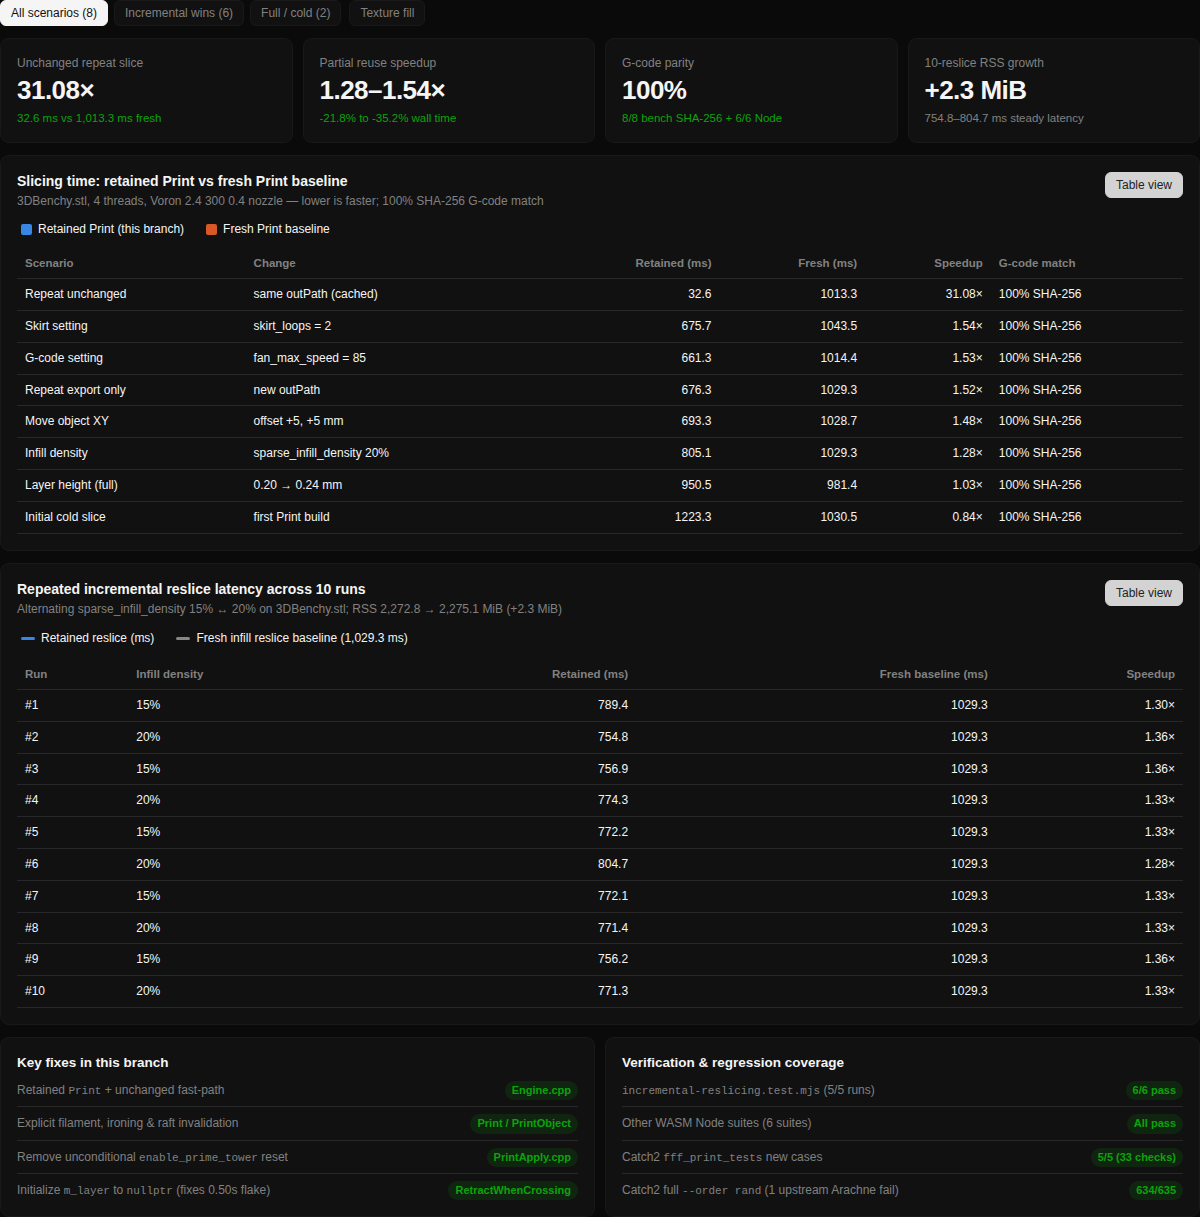 All scenarios (8) Incremental wins (6) Full / cold (2) Texture fill
Unchanged repeat slice
31.08×
32.6 ms vs 1,013.3 ms fresh
Partial reuse speedup
1.28–1.54×
-21.8% to -35.2% wall time
G-code parity
100%
8/8 bench SHA-256 + 6/6 Node
10-reslice RSS growth
+2.3 MiB
754.8–804.7 ms steady latency
Slicing time: retained Print vs fresh Print baseline
3DBenchy.stl, 4 threads, Voron 2.4 300 0.4 nozzle — lower is faster; 100% SHA-256 G-code match
Table view
Retained Print (this branch) Fresh Print baseline
Scenario Change Retained (ms) Fresh (ms) Speedup G-code match
Repeat unchanged same outPath (cached) 32.6 1013.3 31.08× 100% SHA-256
Skirt setting skirt_loops = 2 675.7 1043.5 1.54× 100% SHA-256
G-code setting fan_max_speed = 85 661.3 1014.4 1.53× 100% SHA-256
Repeat export only new outPath 676.3 1029.3 1.52× 100% SHA-256
Move object XY offset +5, +5 mm 693.3 1028.7 1.48× 100% SHA-256
Infill density sparse_infill_density 20% 805.1 1029.3 1.28× 100% SHA-256
Layer height (full) 0.20 → 0.24 mm 950.5 981.4 1.03× 100% SHA-256
Initial cold slice first Print build 1223.3 1030.5 0.84× 100% SHA-256
Repeated incremental reslice latency across 10 runs
Alternating sparse_infill_density 15% ↔ 20% on 3DBenchy.stl; RSS 2,272.8 → 2,275.1 MiB (+2.3 MiB)
Table view
Retained reslice (ms) Fresh infill reslice baseline (1,029.3 ms)
Run Infill density Retained (ms) Fresh baseline (ms) Speedup
#1 15% 789.4 1029.3 1.30×
#2 20% 754.8 1029.3 1.36×
#3 15% 756.9 1029.3 1.36×
#4 20% 774.3 1029.3 1.33×
#5 15% 772.2 1029.3 1.33×
#6 20% 804.7 1029.3 1.28×
#7 15% 772.1 1029.3 1.33×
#8 20% 771.4 1029.3 1.33×
#9 15% 756.2 1029.3 1.36×
#10 20% 771.3 1029.3 1.33×
Key fixes in this branch
Retained Print + unchanged fast-path Engine.cpp
Explicit filament, ironing & raft invalidation Print / PrintObject
Remove unconditional enable_prime_tower reset PrintApply.cpp
Initialize m_layer to nullptr (fixes 0.50s flake) RetractWhenCrossing
Verification & regression coverage
incremental-reslicing.test.mjs (5/5 runs) 6/6 pass
Other WASM Node suites (6 suites) All pass
Catch2 fff_print_tests new cases 5/5 (33 checks)
Catch2 full --order rand (1 upstream Arachne fail) 634/635